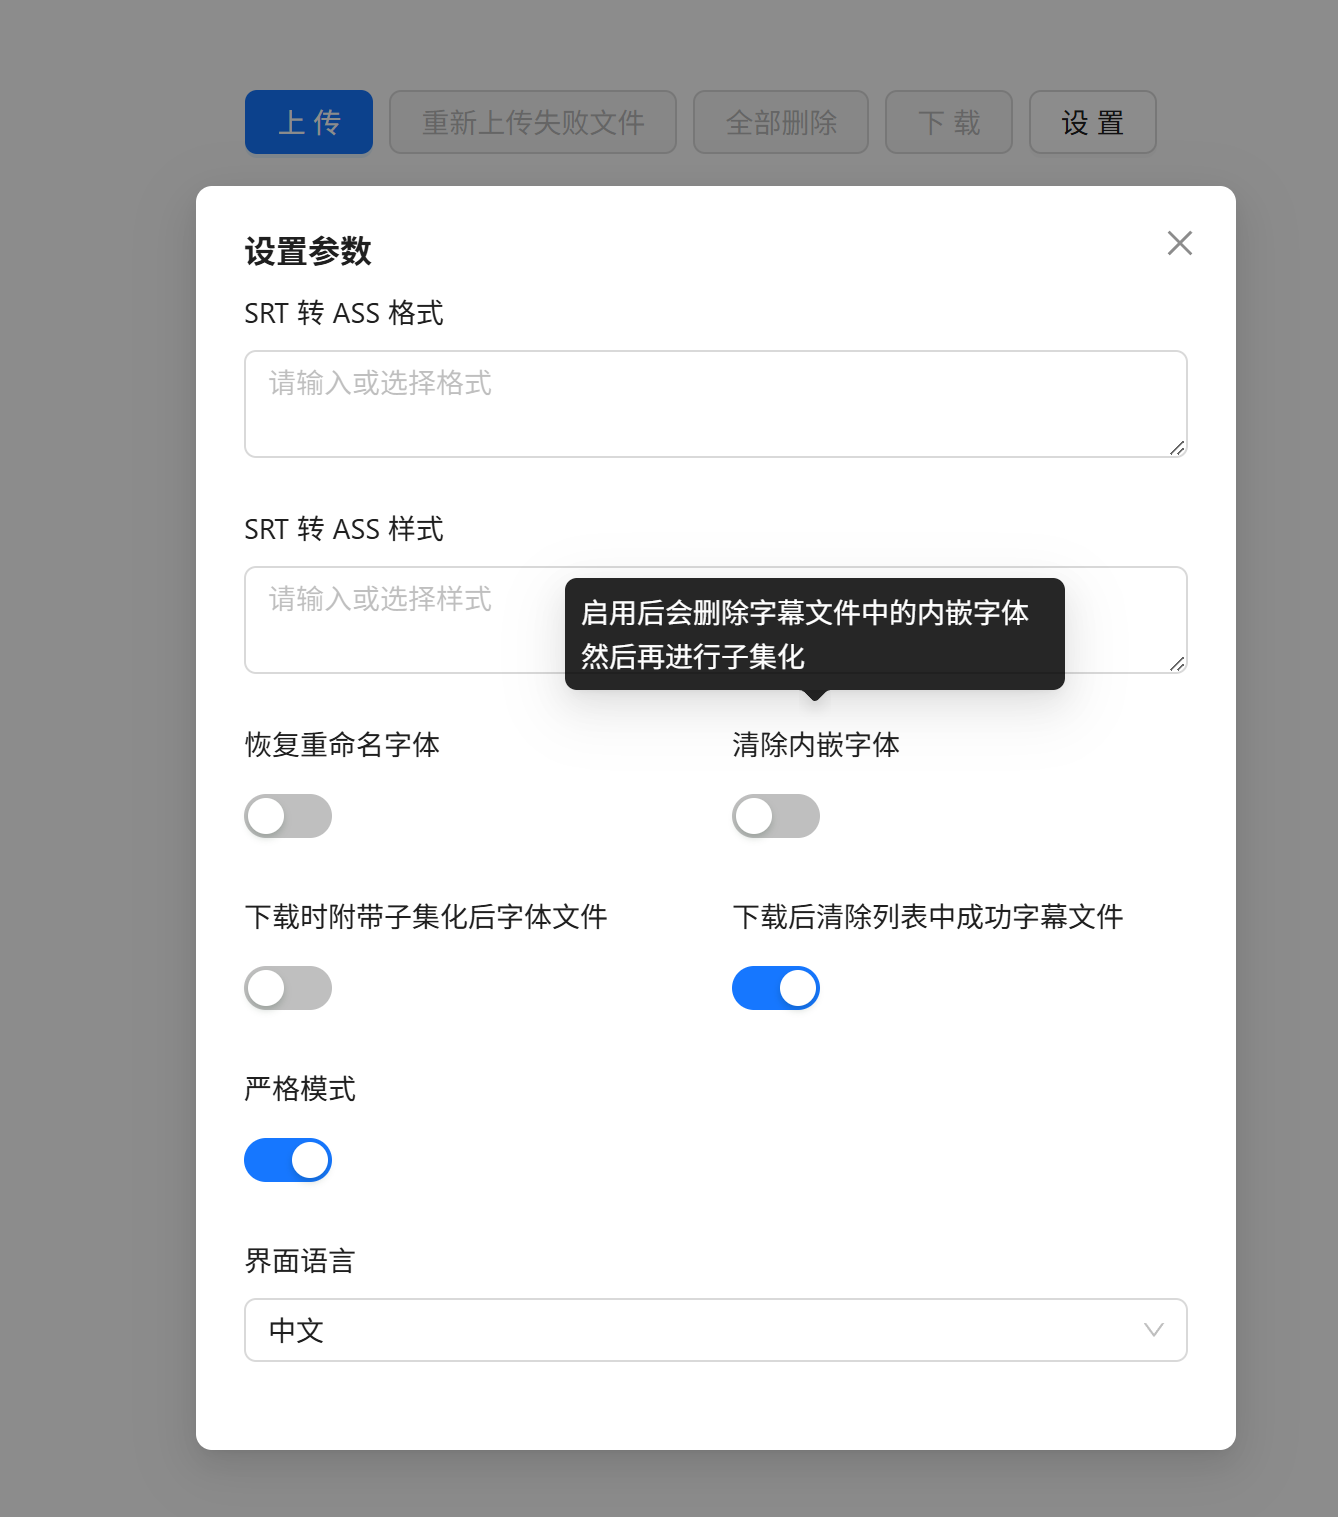 上 传
重新上传失败文件
全部删除
下 载
设 置
设置参数
SRT 转 ASS 格式
请输入或选择格式
SRT 转 ASS 样式
请输入或选择样式
启用后会删除字幕文件中的内嵌字体
然后再进行子集化
恢复重命名字体
清除内嵌字体
下载时附带子集化后字体文件
下载后清除列表中成功字幕文件
严格模式
界面语言
中文